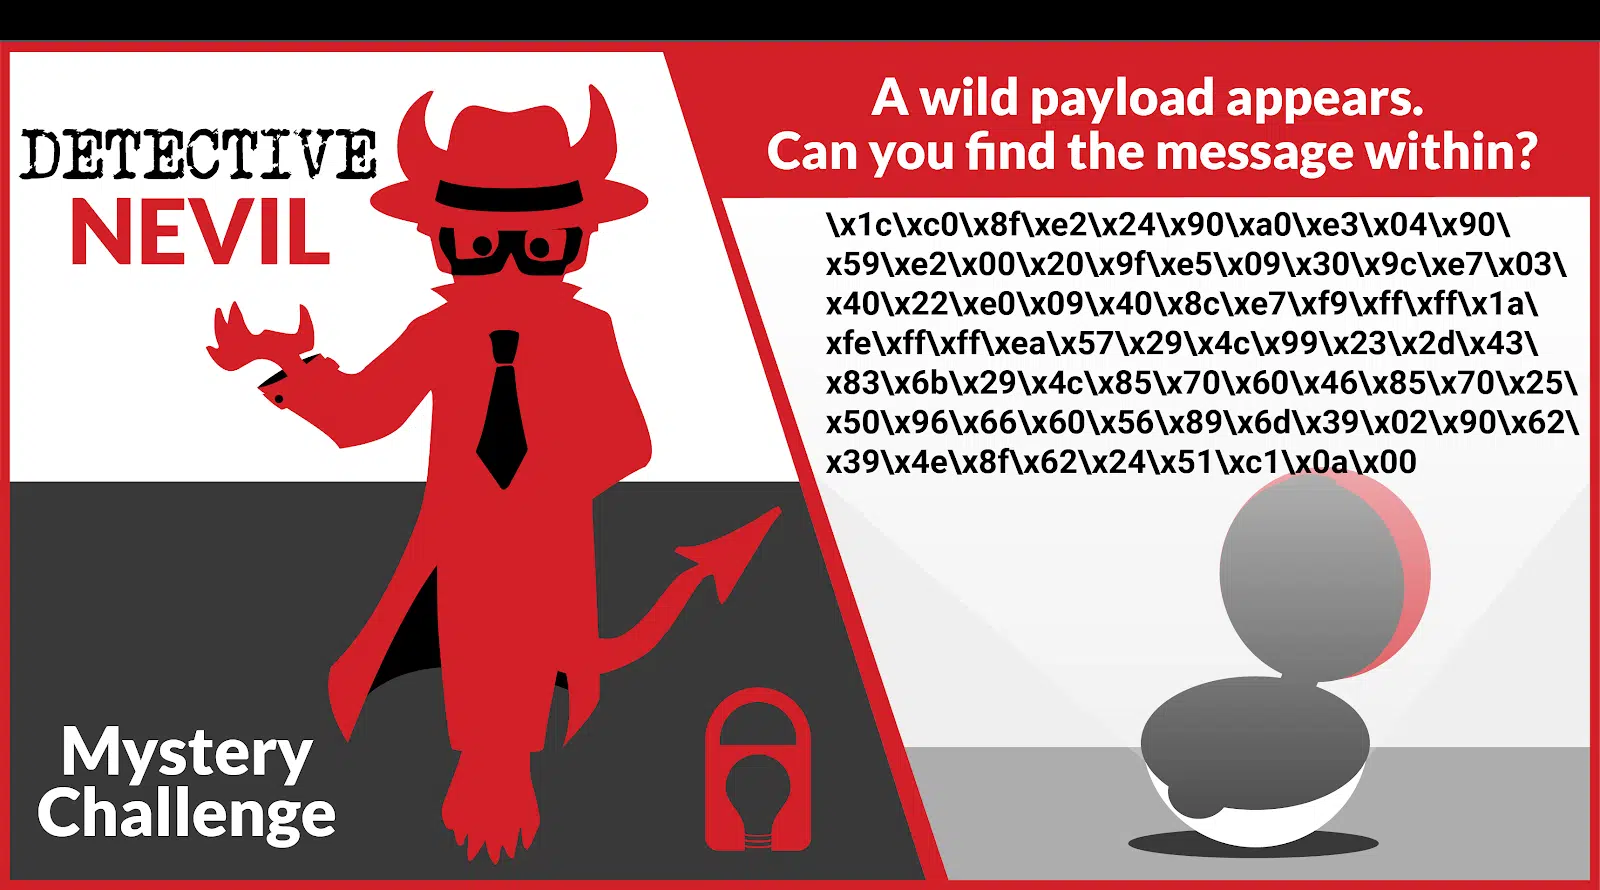 DETECTIVE
NEVIL
A wild payload appears.
Can you find the message within?
\x1c\xc0\x8f\xe2\x24\x90\xa0\xe3\x04\x90\
x59\xe2\x00\x20\x9f\xe5\x09\x30\x9c\xe7\x03\
x40\x22\xe0\x09\x40\x8c\xe7\xf9\xff\xff\x1a\
xfe\xff\xff\xea\x57\x29\x4c\x99\x23\x2d\x43\
x83\x6b\x29\x4c\x85\x70\x60\x46\x85\x70\x25\
x50\x96\x66\x60\x56\x89\x6d\x39\x02\x90\x62\
x39\x4e\x8f\x62\x24\x51\xc1\x0a\x00
Mystery
Challenge